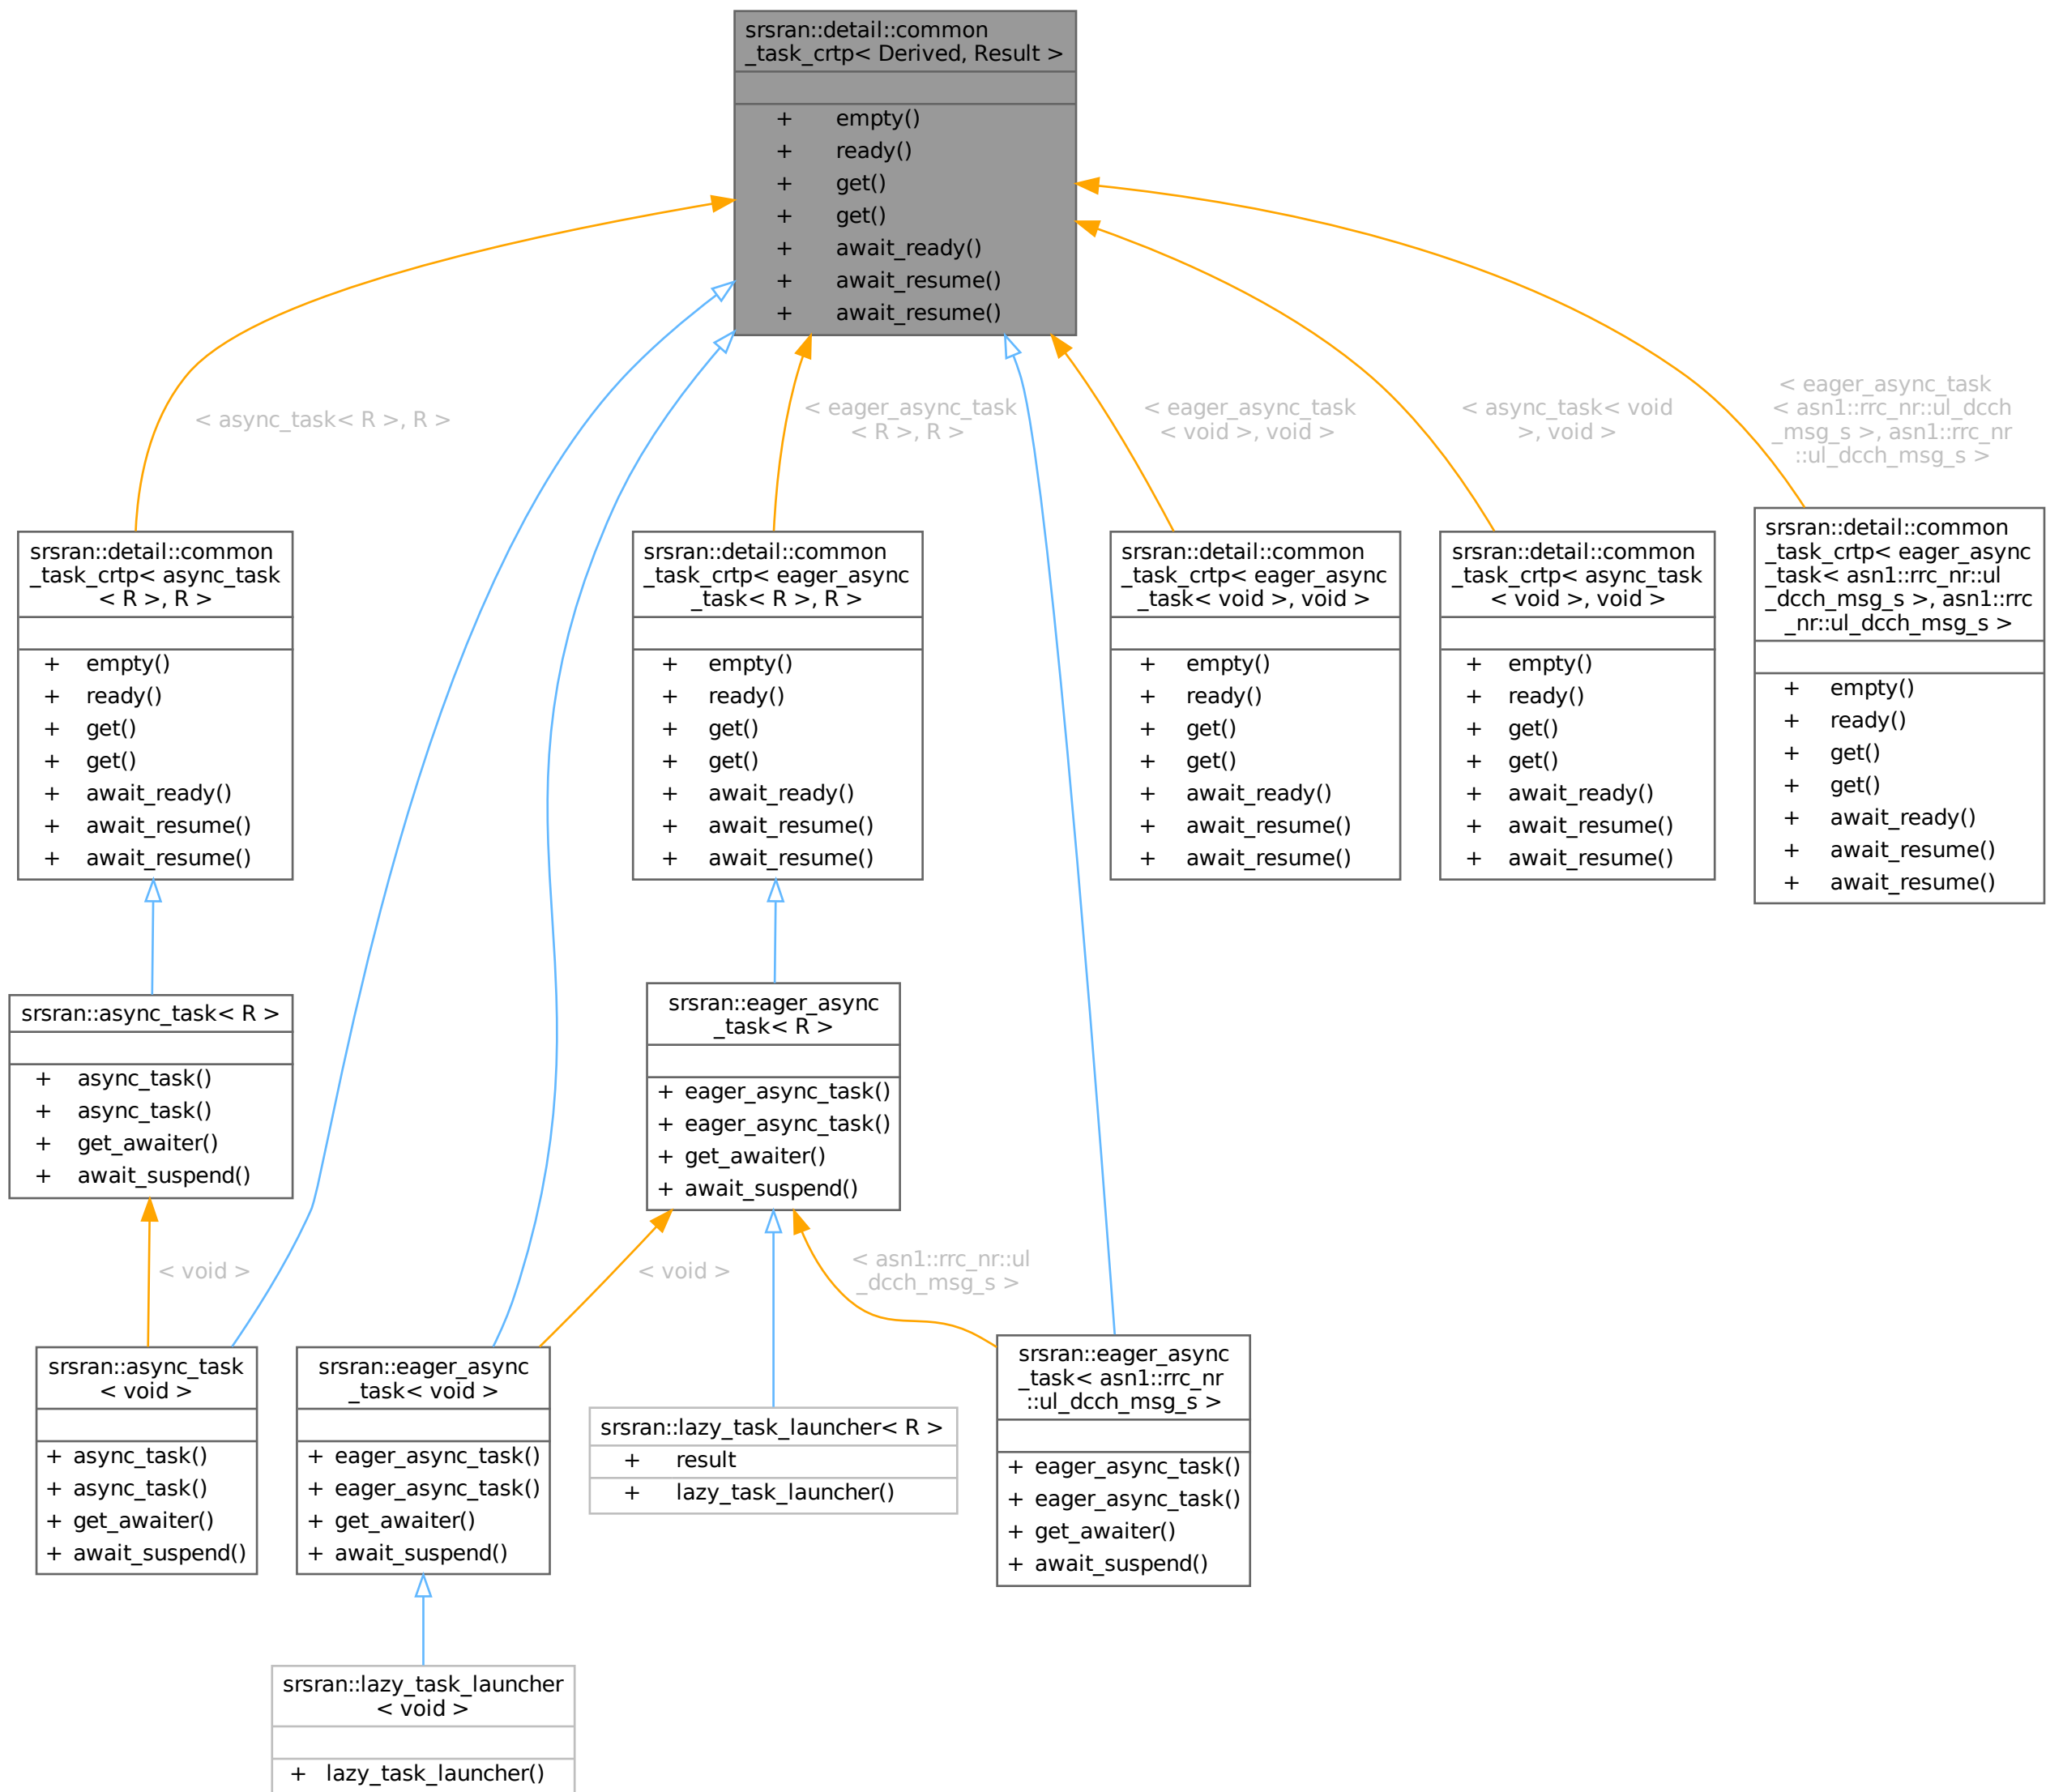 srsran::detail::common
_task_crtp< Derived, Result >
+ empty()
+ ready()
+ get()
+ get()
+ await_ready()
+ await_resume()
+ await_resume()
< async_task< R >, R >
< eager_async_task
< R >, R >
< eager_async_task
< void >, void >
< async_task< void
>, void >
< eager_async_task
< asn1::rrc_nr::ul_dcch
_msg_s >, asn1::rrc_nr
::ul_dcch_msg_s >
srsran::detail::common
_task_crtp< async_task
< R >, R >
+ empty()
+ ready()
+ get()
+ get()
+ await_ready()
+ await_resume()
+ await_resume()
srsran::detail::common
_task_crtp< eager_async
_task< R >, R >
+ empty()
+ ready()
+ get()
+ get()
+ await_ready()
+ await_resume()
+ await_resume()
srsran::detail::common
_task_crtp< eager_async
_task< void >, void >
+ empty()
+ ready()
+ get()
+ get()
+ await_ready()
+ await_resume()
+ await_resume()
srsran::detail::common
_task_crtp< async_task
< void >, void >
+ empty()
+ ready()
+ get()
+ get()
+ await_ready()
+ await_resume()
+ await_resume()
srsran::detail::common
_task_crtp< eager_async
_task< asn1::rrc_nr::ul
_dcch_msg_s >, asn1::rrc
_nr::ul_dcch_msg_s >
+ empty()
+ ready()
+ get()
+ get()
+ await_ready()
+ await_resume()
+ await_resume()
srsran::async_task< R >
+ async_task()
+ async_task()
+ get_awaiter()
+ await_suspend()
srsran::eager_async
_task< R >
+ eager_async_task()
+ eager_async_task()
+ get_awaiter()
+ await_suspend()
< void >
< void >
< asn1::rrc_nr::ul
_dcch_msg_s >
srsran::async_task
< void >
+ async_task()
+ async_task()
+ get_awaiter()
+ await_suspend()
srsran::eager_async
_task< void >
+ eager_async_task()
+ eager_async_task()
+ get_awaiter()
+ await_suspend()
srsran::lazy_task_launcher< R >
+ result
+ lazy_task_launcher()
srsran::eager_async
_task< asn1::rrc_nr
::ul_dcch_msg_s >
+ eager_async_task()
+ eager_async_task()
+ get_awaiter()
+ await_suspend()
srsran::lazy_task_launcher
< void >
+ lazy_task_launcher()